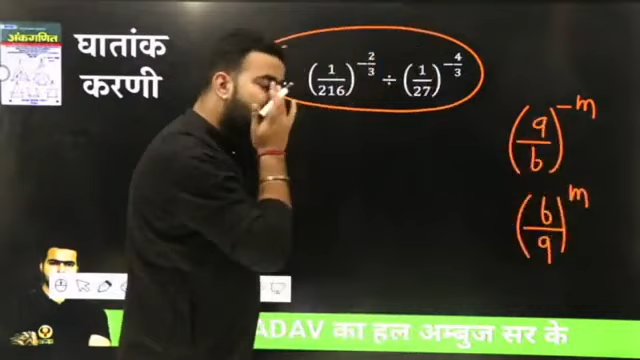 अंकगणित
घातांक
करणी
(1/216)^{-2/3} ÷ (1/27)^{-4/3}
(a/b)^{-m}
(b/a)^{m}
ADAV का हल अम्बुज सर के